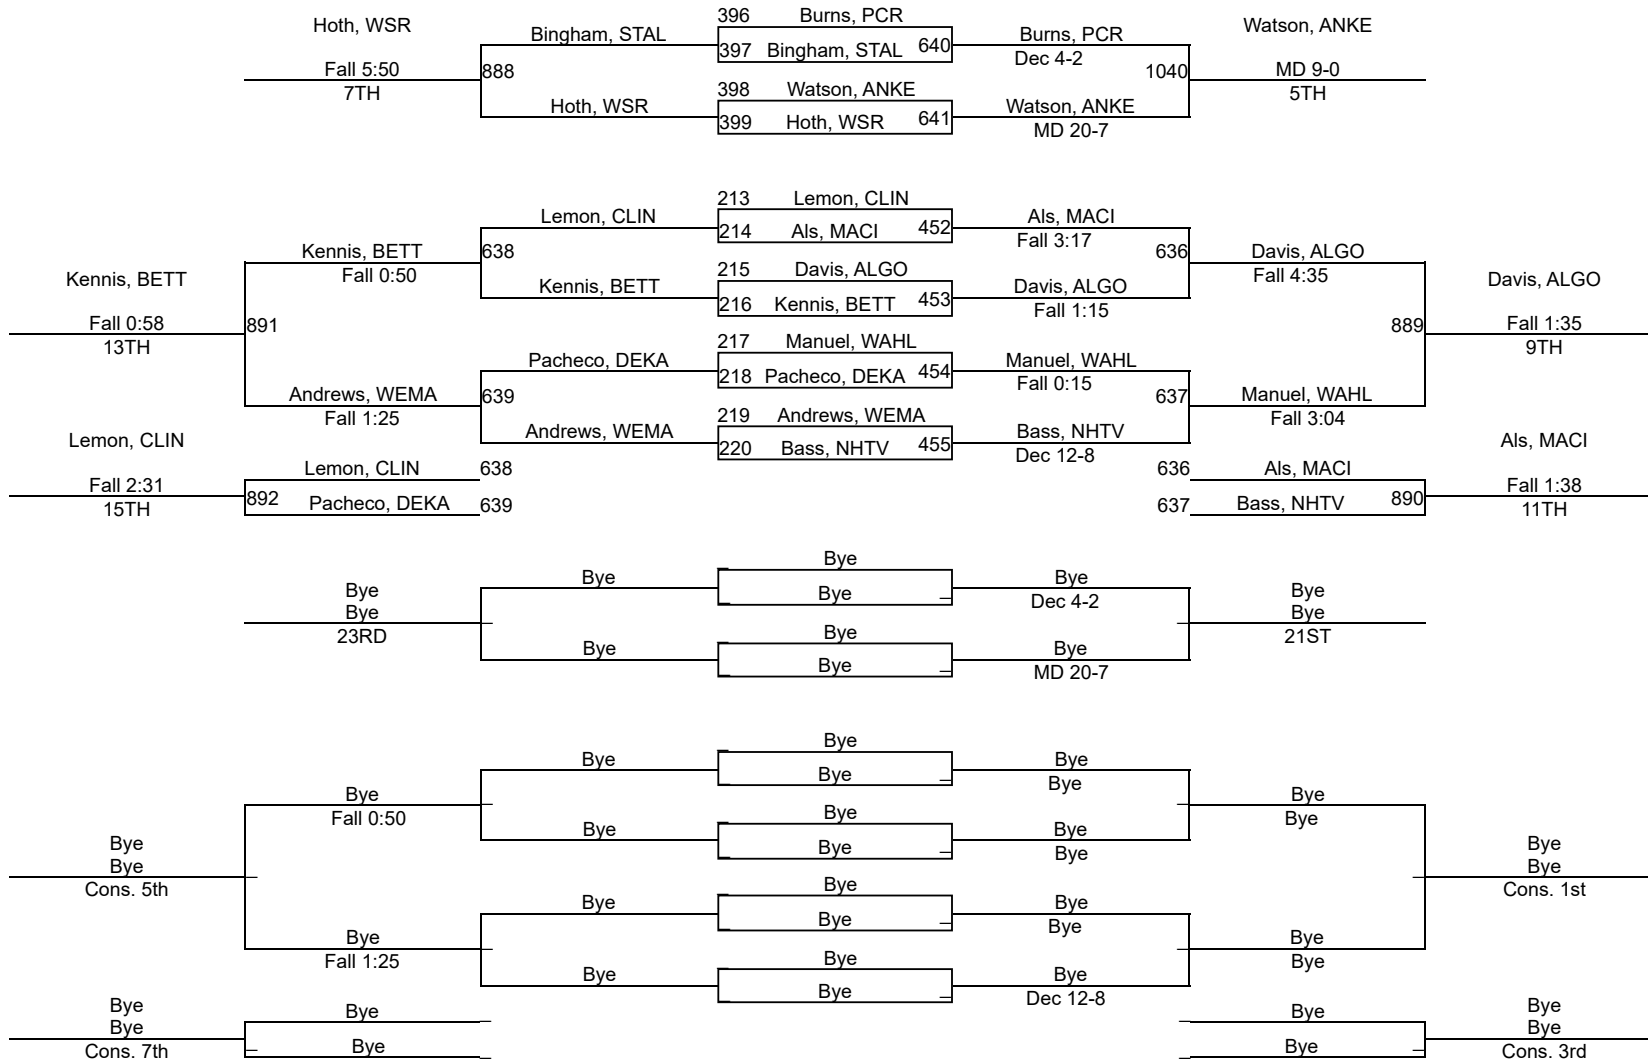 396 Burns, PCR
Hoth, WSR
Watson, ANKE
Bingham, STAL
Burns, PCR
397 Bingham, STAL 640
Dec 4-2
Fall 5:50
888
1040
MD 9-0
7TH
398 Watson, ANKE
5TH
Hoth, WSR
Watson, ANKE
399 Hoth, WSR 641
MD 20-7
213 Lemon, CLIN
Lemon, CLIN
Als, MACI
214 Als, MACI 452
Fall 3:17
Kennis, BETT
638
636
Davis, ALGO
Fall 0:50
215 Davis, ALGO
Fall 4:35
Kennis, BETT
Davis, ALGO
Kennis, BETT
Davis, ALGO
216 Kennis, BETT 453
Fall 1:15
Fall 0:58
891
889
Fall 1:35
13TH
217 Manuel, WAHL
9TH
Pacheco, DEKA
Manuel, WAHL
218 Pacheco, DEKA 454
Fall 0:15
Andrews, WEMA
639
637
Manuel, WAHL
Fall 1:25
219 Andrews, WEMA
Fall 3:04
Andrews, WEMA
Bass, NHTV
Lemon, CLIN
220 Bass, NHTV 455
Als, MACI
Dec 12-8
Lemon, CLIN
638
636
Als, MACI
Fall 2:31
892
890
Fall 1:38
15TH
Pacheco, DEKA
639
637
Bass, NHTV
11TH
Bye
Bye
Bye
Bye
Bye
Bye
Bye
Dec 4-2
Bye
Bye
23RD
Bye
21ST
Bye
Bye
Bye
MD 20-7
Bye
Bye
Bye
Bye
Bye
Bye
Bye
Fall 0:50
Bye
Bye
Bye
Bye
Bye
Bye
Bye
Bye
Bye
Bye
Cons. 5th
Bye
Cons. 1st
Bye
Bye
Bye
Bye
Bye
Bye
Fall 1:25
Bye
Bye
Bye
Bye
Bye
Bye
Dec 12-8
Bye
Bye
Bye
Bye
Bye
Cons. 7th
Bye
Bye
Cons. 3rd